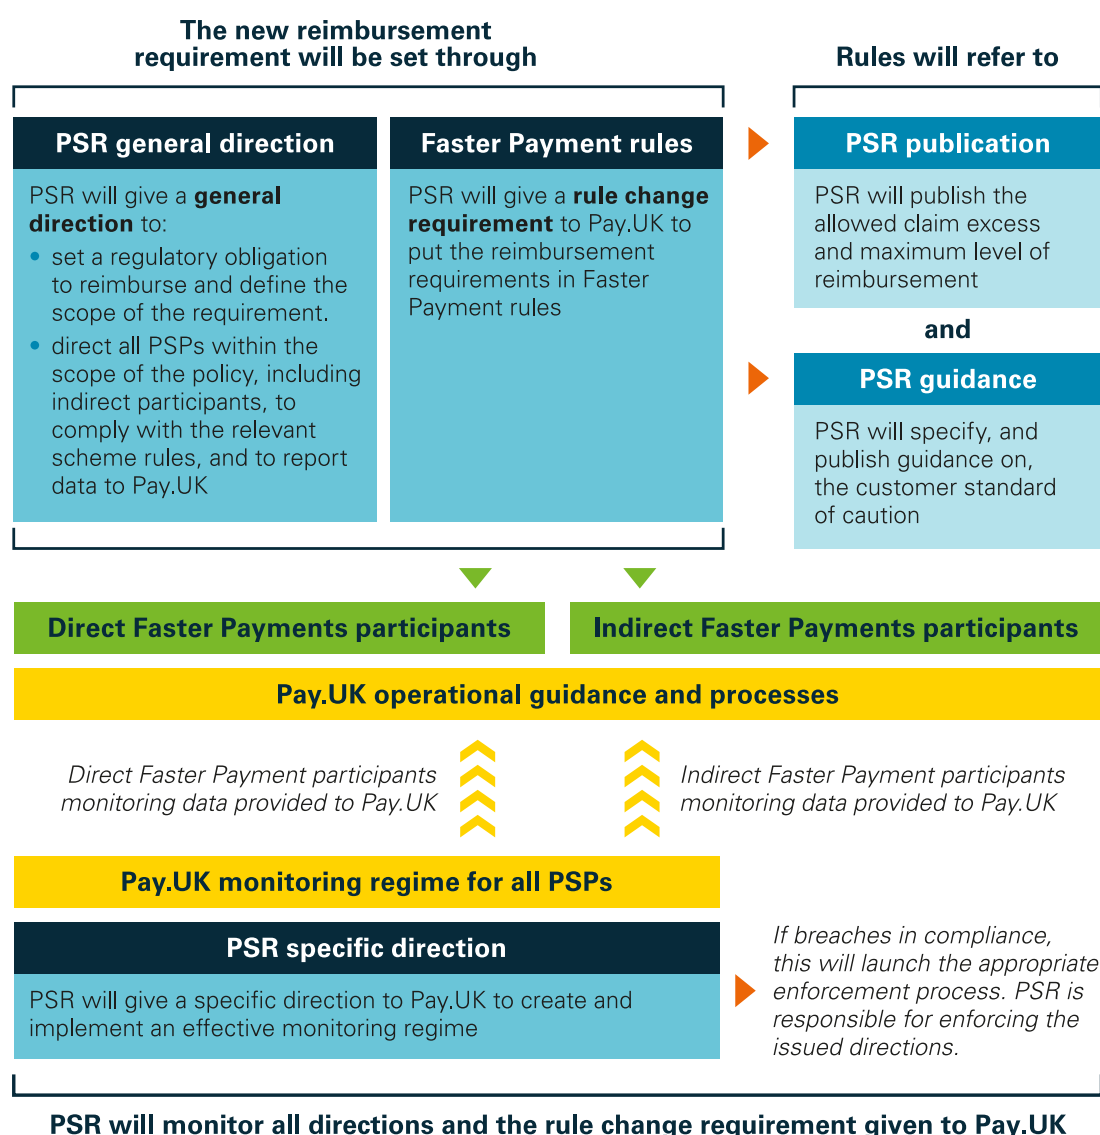 The new reimbursement
requirement will be set through
Rules will refer to
PSR general direction
PSR will give a general
direction to:
• set a regulatory obligation
to reimburse and define the
scope of the requirement.
• direct all PSPs within the
scope of the policy, including
indirect participants, to
comply with the relevant
scheme rules, and to report
data to Pay.UK
Faster Payment rules
PSR will give a rule change
requirement to Pay.UK to
put the reimbursement
requirements in Faster
Payment rules
PSR publication
PSR will publish the
allowed claim excess
and maximum level of
reimbursement
and
PSR guidance
PSR will specify, and
publish guidance on,
the customer standard
of caution
Direct Faster Payments participants
Indirect Faster Payments participants
Pay.UK operational guidance and processes
Direct Faster Payment participants
monitoring data provided to Pay.UK
Indirect Faster Payment participants
monitoring data provided to Pay.UK
Pay.UK monitoring regime for all PSPs
PSR specific direction
PSR will give a specific direction to Pay.UK to create and
implement an effective monitoring regime
If breaches in compliance,
this will launch the appropriate
enforcement process. PSR is
responsible for enforcing the
issued directions.
PSR will monitor all directions and the rule change requirement given to Pay.UK